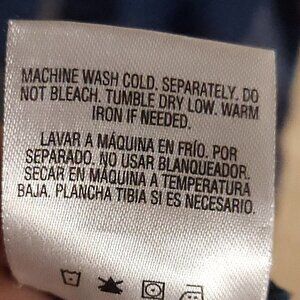 MACHINE WASH COLD. SEPARATELY. DO
NOT BLEACH. TUMBLE DRY LOW. WARM
IRON IF NEEDED.
LAVAR A MÁQUINA EN FRÍO. POR
SEPARADO. NO USAR BLANQUEADOR.
SECAR EN MÁQUINA A TEMPERATURA
BAJA. PLANCHA TIBIA SI ES NECESARIO.